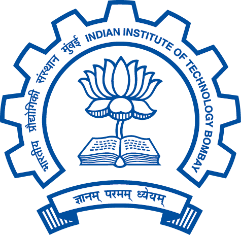 भारतीय प्रौद्योगिकी संस्थान मुंबई
INDIAN INSTITUTE OF TECHNOLOGY BOMBAY
ज्ञानम् परमम् ध्येयम्